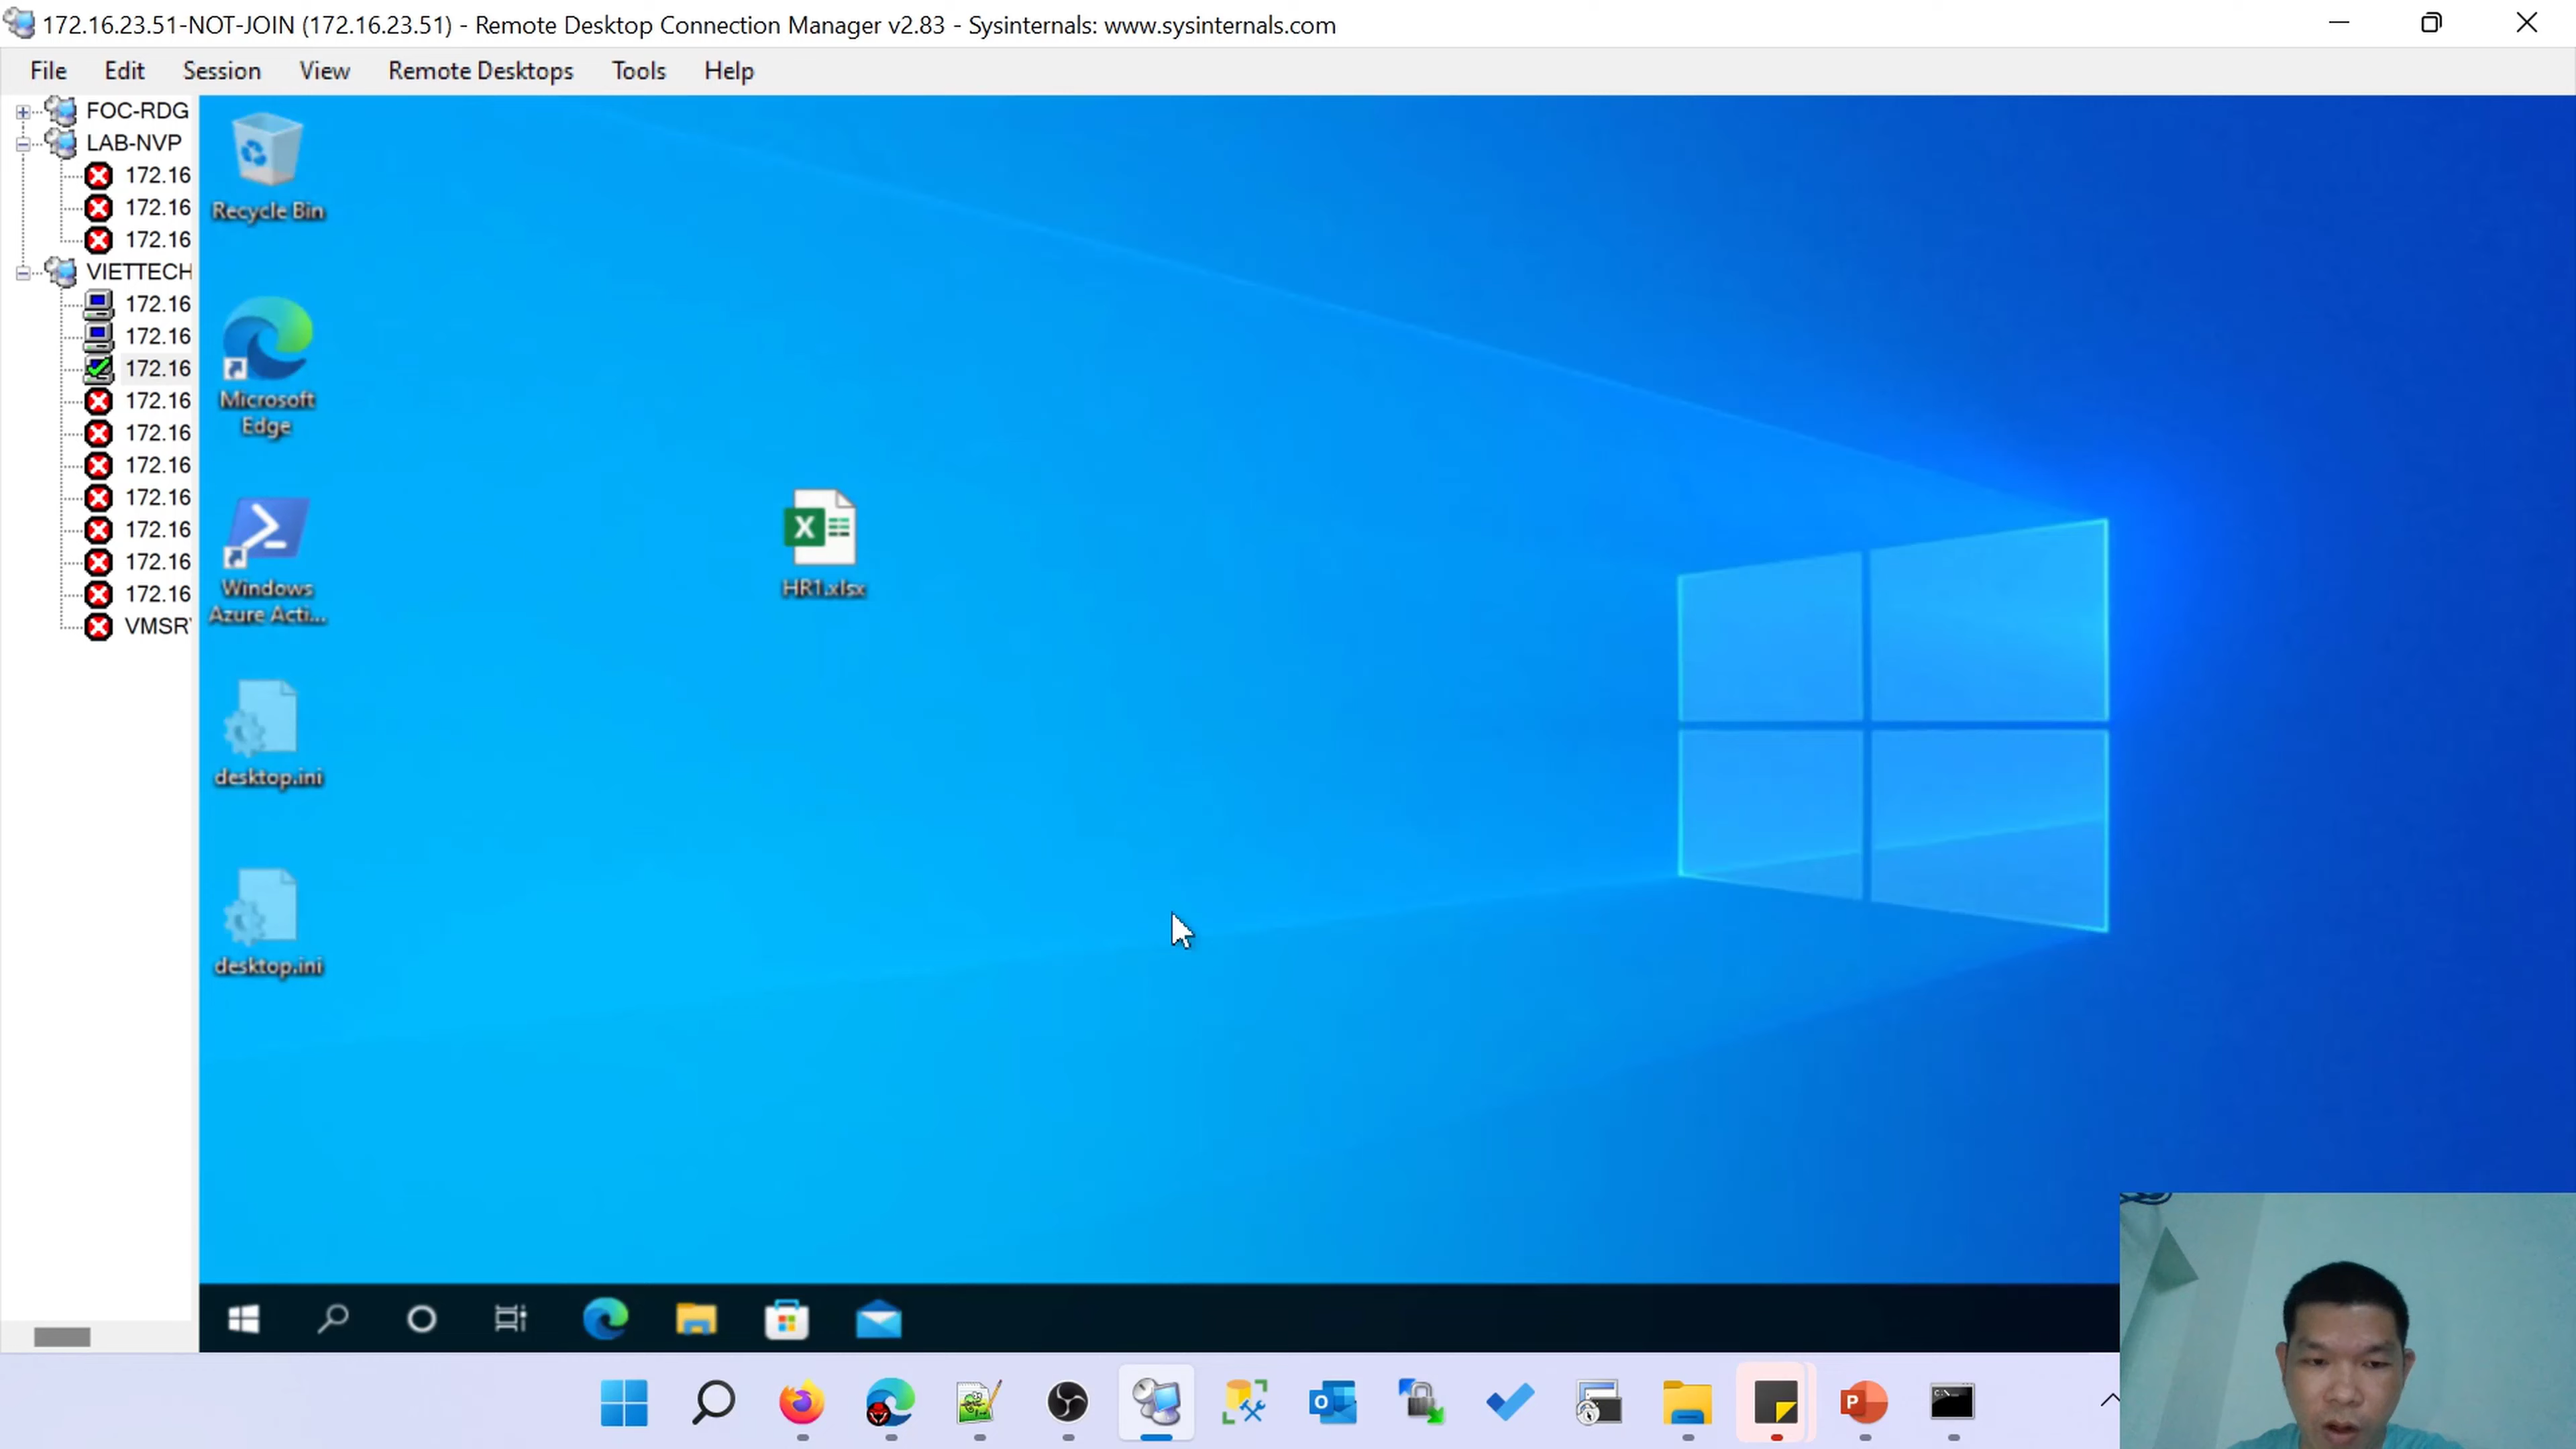 172.16.23.51-NOT-JOIN (172.16.23.51) - Remote Desktop Connection Manager v2.83 - Sysinternals: www.sysinternals.com
File Edit Session View Remote Desktops Tools Help
FOC-RDG
LAB-NVP
172.16
172.16
172.16
VIETTECH
172.16
172.16
172.16
172.16
172.16
172.16
172.16
172.16
172.16
172.16
VMSR
Recycle Bin
Microsoft
Edge
Windows
Azure Acti...
desktop.ini
desktop.ini
HR1.xlsx